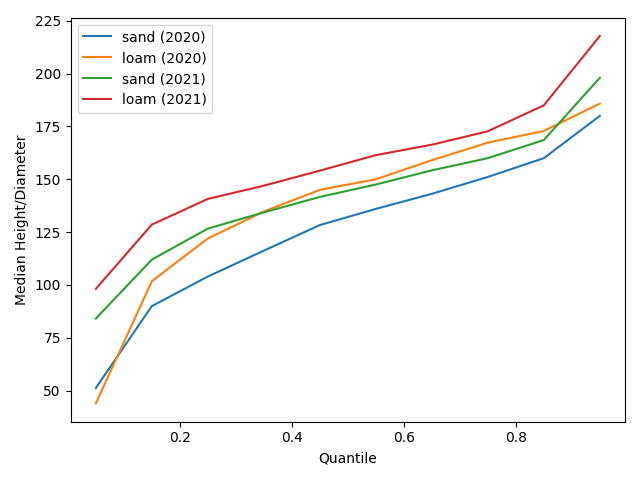 225
200
175
150
125
100
75
50
Median Height/Diameter
sand (2020)
loam (2020)
sand (2021)
loam (2021)
0.2 0.4 0.6 0.8
Quantile